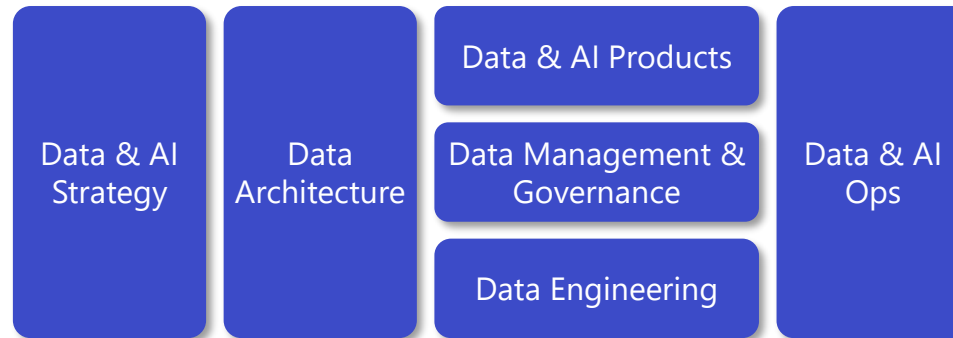 Data & AI
Strategy
Data
Architecture
Data & AI Products
Data Management &
Governance
Data Engineering
Data & AI
Ops